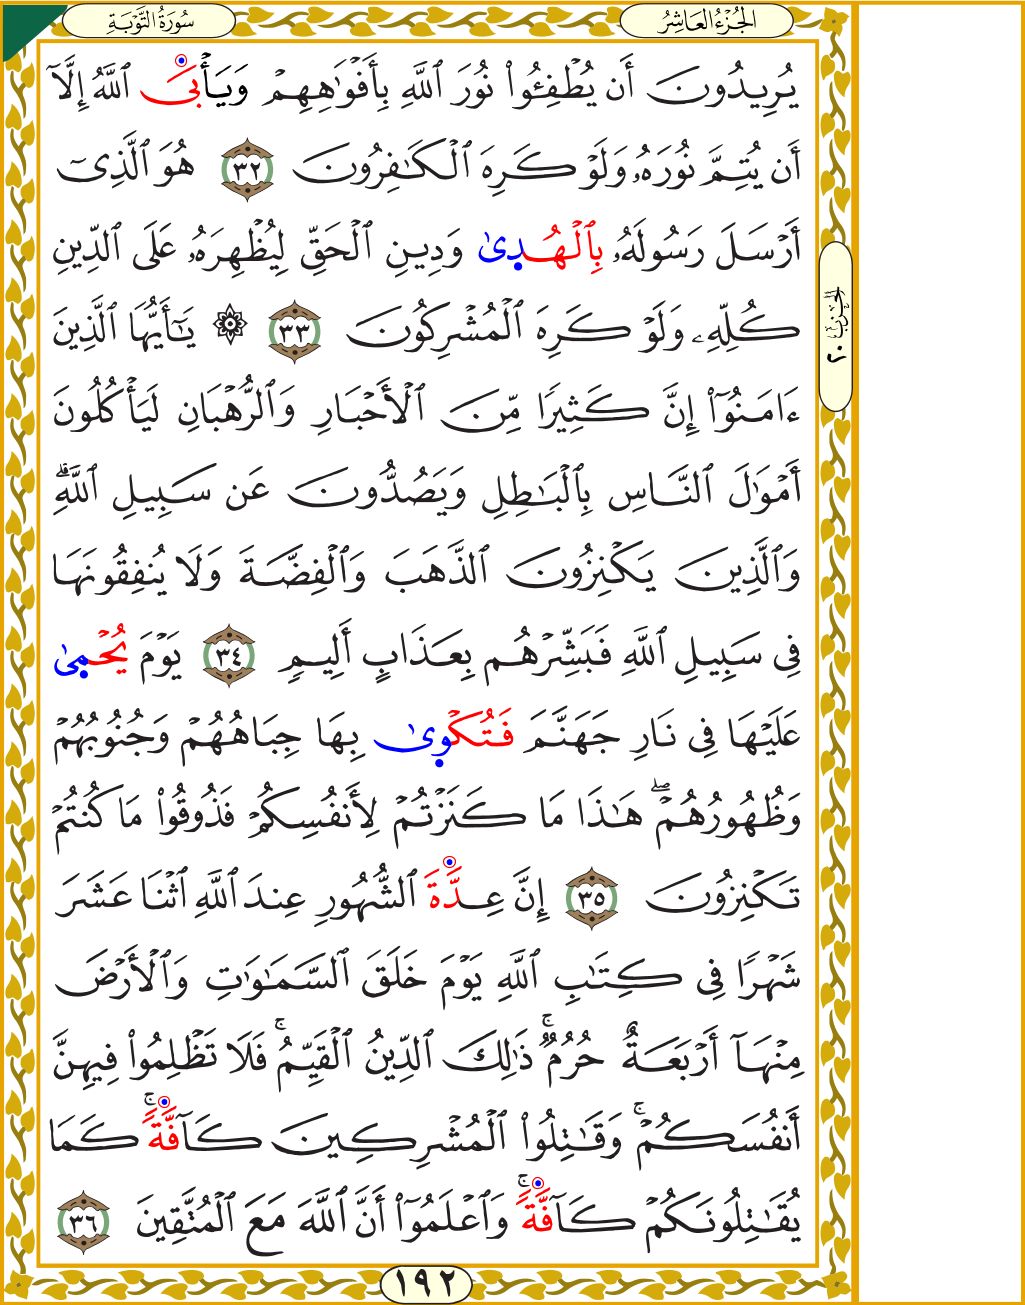 سُورَةُ التَّوْبَةِ
الجُزْءُ العَاشِرُ
يُرِيدُونَ أَن يُطْفِـُٔوا۟ نُورَ ٱللَّهِ بِأَفْوَٰهِهِمْ وَيَأْبَى ٱللَّهُ إِلَّآ
أَن يُتِمَّ نُورَهُۥ وَلَوْ كَرِهَ ٱلْكَـٰفِرُونَ ٣٢ هُوَ ٱلَّذِىٓ
أَرْسَلَ رَسُولَهُۥ بِٱلْهُدِىٰ وَدِينِ ٱلْحَقِّ لِيُظْهِرَهُۥ عَلَى ٱلدِّينِ
كُلِّهِۦ وَلَوْ كَرِهَ ٱلْمُشْرِكُونَ ٣٣ ۞ يَـٰٓأَيُّهَا ٱلَّذِينَ
ءَامَنُوٓا۟ إِنَّ كَثِيرًا مِّنَ ٱلْأَحْبَارِ وَٱلرُّهْبَانِ لَيَأْكُلُونَ
أَمْوَٰلَ ٱلنَّاسِ بِٱلْبَـٰطِلِ وَيَصُدُّونَ عَن سَبِيلِ ٱللَّهِ ۗ
وَٱلَّذِينَ يَكْنِزُونَ ٱلذَّهَبَ وَٱلْفِضَّةَ وَلَا يُنفِقُونَهَا
فِى سَبِيلِ ٱللَّهِ فَبَشِّرْهُم بِعَذَابٍ أَلِيمٍ ٣٤ يَوْمَ يُحْمِىٰ
عَلَيْهَا فِى نَارِ جَهَنَّمَ فَتُكْوِىٰ بِهَا جِبَاهُهُمْ وَجُنُوبُهُمْ
وَظُهُورُهُمْ ۖ هَـٰذَا مَا كَنَزْتُمْ لِأَنفُسِكُمْ فَذُوقُوا۟ مَا كُنتُمْ
تَكْنِزُونَ ٣٥ إِنَّ عِدَّةَ ٱلشُّهُورِ عِندَ ٱللَّهِ ٱثْنَا عَشَرَ
شَهْرًا فِى كِتَـٰبِ ٱللَّهِ يَوْمَ خَلَقَ ٱلسَّمَـٰوَٰتِ وَٱلْأَرْضَ
مِنْهَآ أَرْبَعَةٌ حُرُمٌ ۚ ذَٰلِكَ ٱلدِّينُ ٱلْقَيِّمُ ۚ فَلَا تَظْلِمُوا۟ فِيهِنَّ
أَنفُسَكُمْ ۚ وَقَـٰتِلُوا۟ ٱلْمُشْرِكِينَ كَآفَّةً ۚ كَمَا
يُقَـٰتِلُونَكُمْ كَآفَّةً ۚ وَٱعْلَمُوٓا۟ أَنَّ ٱللَّهَ مَعَ ٱلْمُتَّقِينَ ٣٦
الحزب ٢٠
١٩٢